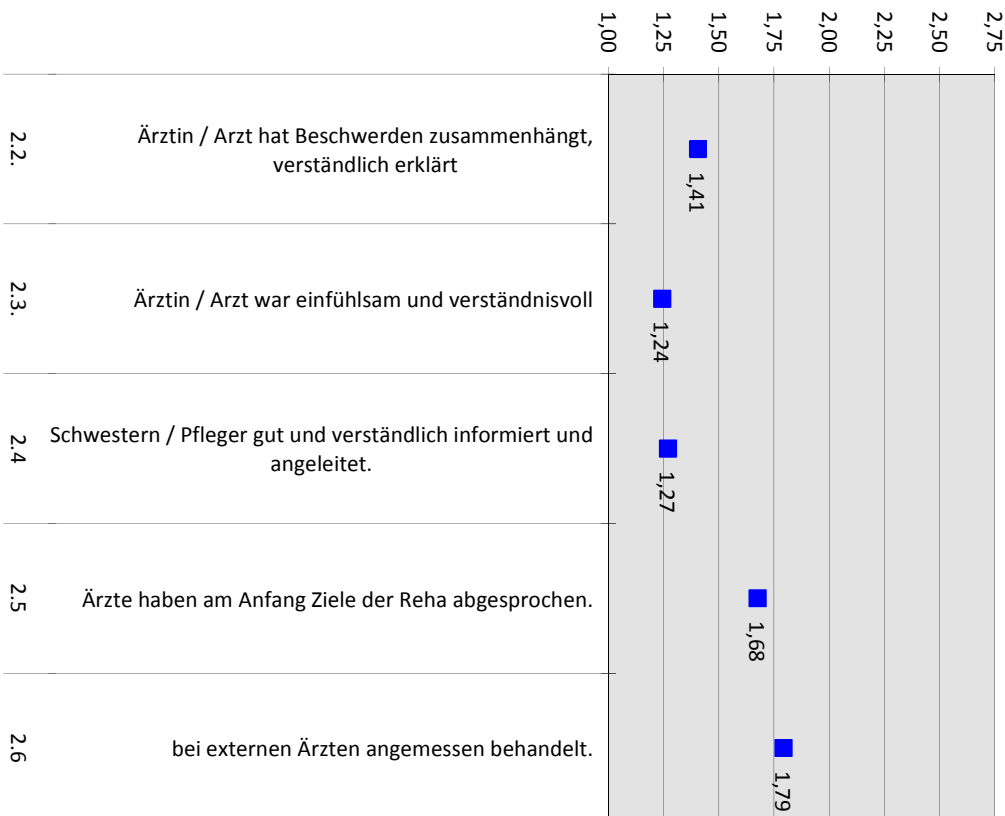 1,00
1,25
1,50
1,75
2,00
2,25
2,50
2,75
2.2.
Ärztin / Arzt hat Beschwerden zusammenhängt,
verständlich erklärt
1,41
2.3.
Ärztin / Arzt war einfühlsam und verständnisvoll
1,24
2.4
Schwestern / Pfleger gut und verständlich informiert und
angeleitet.
1,27
2.5
Ärzte haben am Anfang Ziele der Reha abgesprochen.
1,68
2.6
bei externen Ärzten angemessen behandelt.
1,79